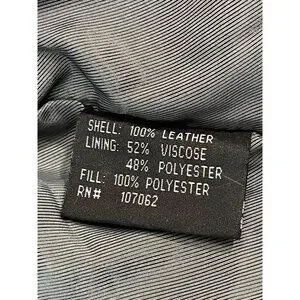 SHELL: 100% LEATHER
LINING: 52% VISCOSE
48% POLYESTER
FILL: 100% POLYESTER
RN# 107062